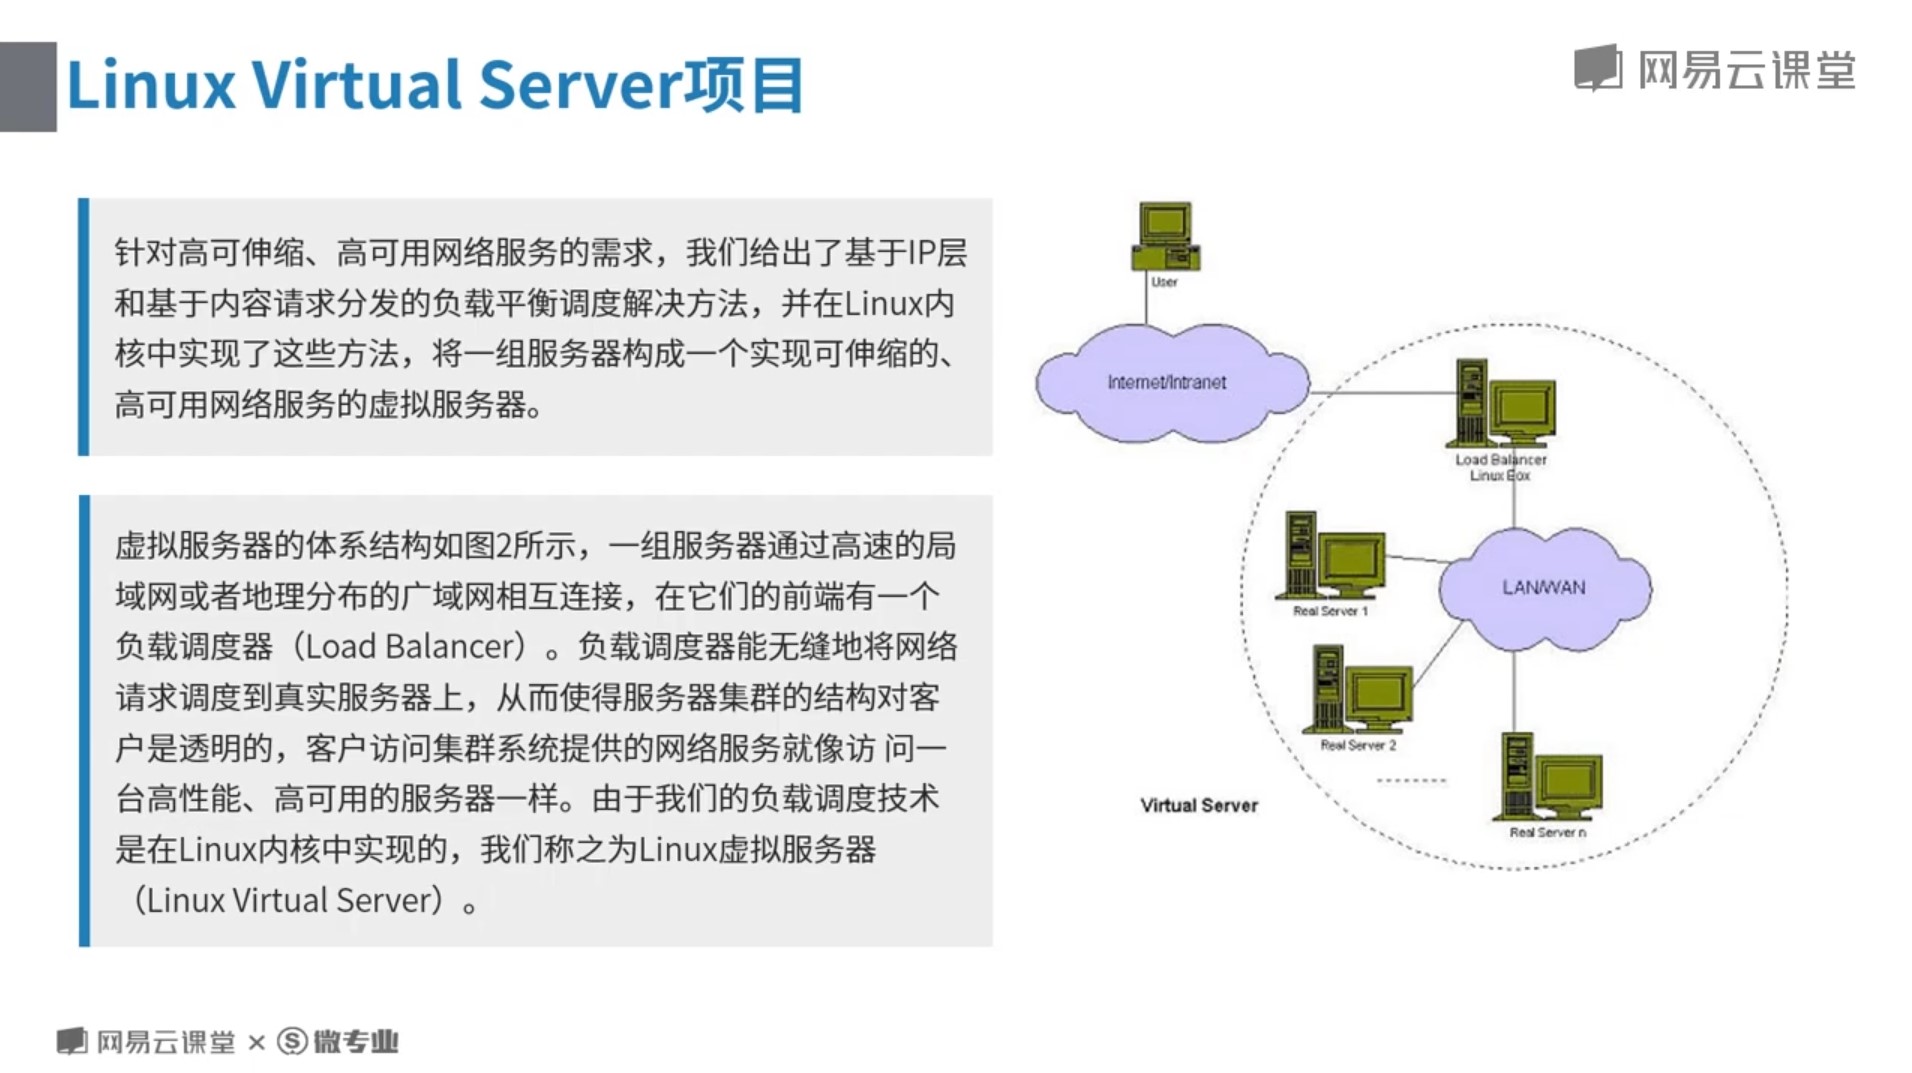 Linux Virtual Server项目
网易云课堂
针对高可伸缩、高可用网络服务的需求，我们给出了基于IP层
和基于内容请求分发的负载平衡调度解决方法，并在Linux内
核中实现了这些方法，将一组服务器构成一个实现可伸缩的、
高可用网络服务的虚拟服务器。
虚拟服务器的体系结构如图2所示，一组服务器通过高速的局
域网或者地理分布的广域网相互连接，在它们的前端有一个
负载调度器（Load Balancer）。负载调度器能无缝地将网络
请求调度到真实服务器上，从而使得服务器集群的结构对客
户是透明的，客户访问集群系统提供的网络服务就像访 问一
台高性能、高可用的服务器一样。由于我们的负载调度技术
是在Linux内核中实现的，我们称之为Linux虚拟服务器
（Linux Virtual Server）。
User
Internet/Intranet
Load Balancer
Linux Box
Real Server 1
LAN/WAN
Real Server 2
Virtual Server
Real Server n
网易云课堂 × 微专业